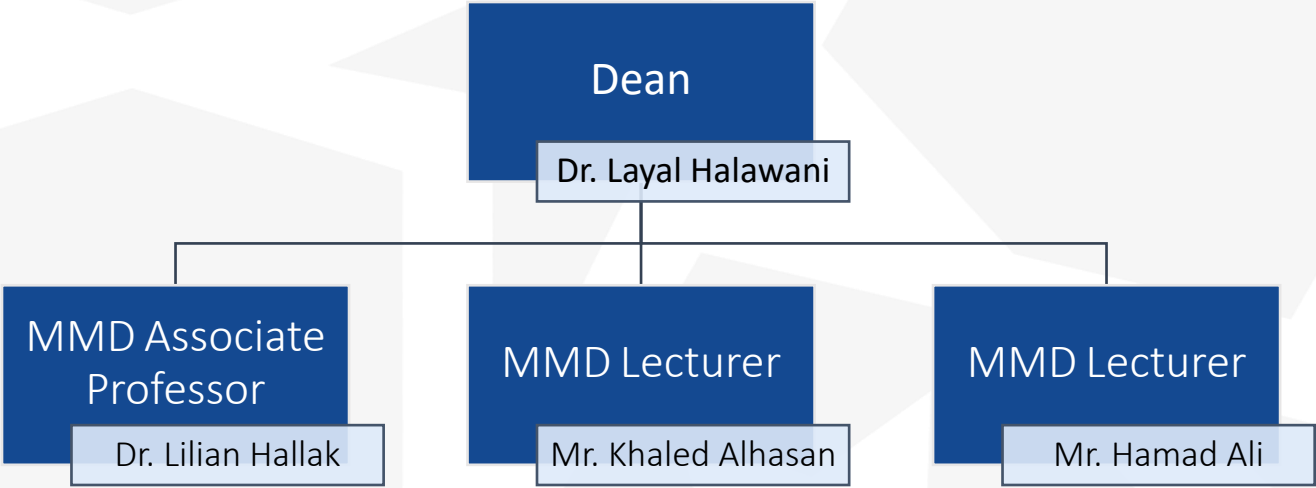 Dean
Dr. Layal Halawani
MMD Associate
Professor
Dr. Lilian Hallak
MMD Lecturer
Mr. Khaled Alhasan
MMD Lecturer
Mr. Hamad Ali